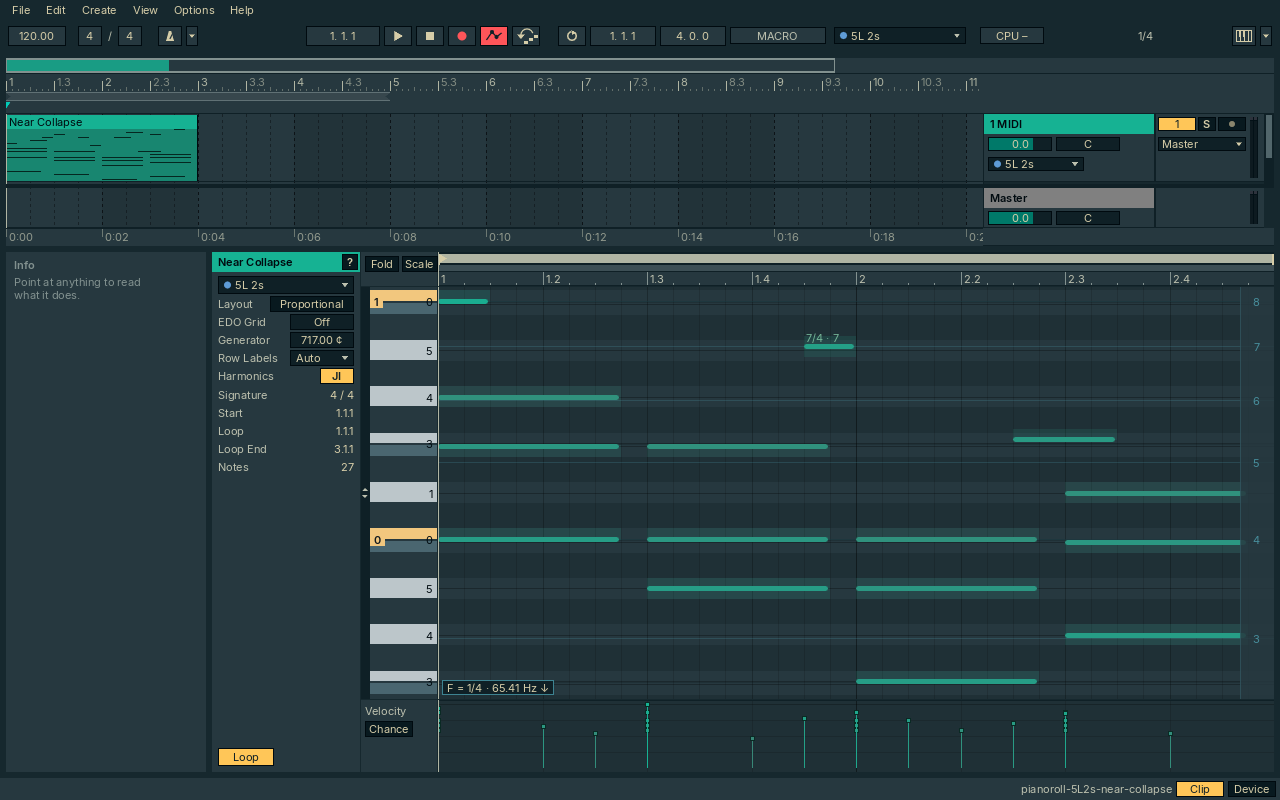 File Edit Create View Options Help
120.00 4 / 4 1. 1. 1 1. 1. 1 4. 0. 0 MACRO 5L 2s CPU – 1/4
1 1.3 2 2.3 3 3.3 4 4.3 5 5.3 6 6.3 7 7.3 8 8.3 9 9.3 10 10.3 11
Near Collapse
1 MIDI 1 S
0.0 C Master
5L 2s
Master
0.0 C
0:00 0:02 0:04 0:06 0:08 0:10 0:12 0:14 0:16 0:18
Info
Point at anything to read
what it does.
Near Collapse ?
5L 2s
Layout Proportional
EDO Grid Off
Generator 717.00 ¢
Row Labels Auto
Harmonics JI
Signature 4 / 4
Start 1.1.1
Loop 1.1.1
Loop End 3.1.1
Notes 27
Loop
Fold Scale
1 1.2 1.3 1.4 2 2.2 2.3 2.4
1 0 8
7/4 · 7
5 7
4 6
3
5
1
0 0 4
5
4 3
3
F = 1/4 · 65.41 Hz ↓
Velocity
Chance
pianoroll-5L2s-near-collapse Clip Device